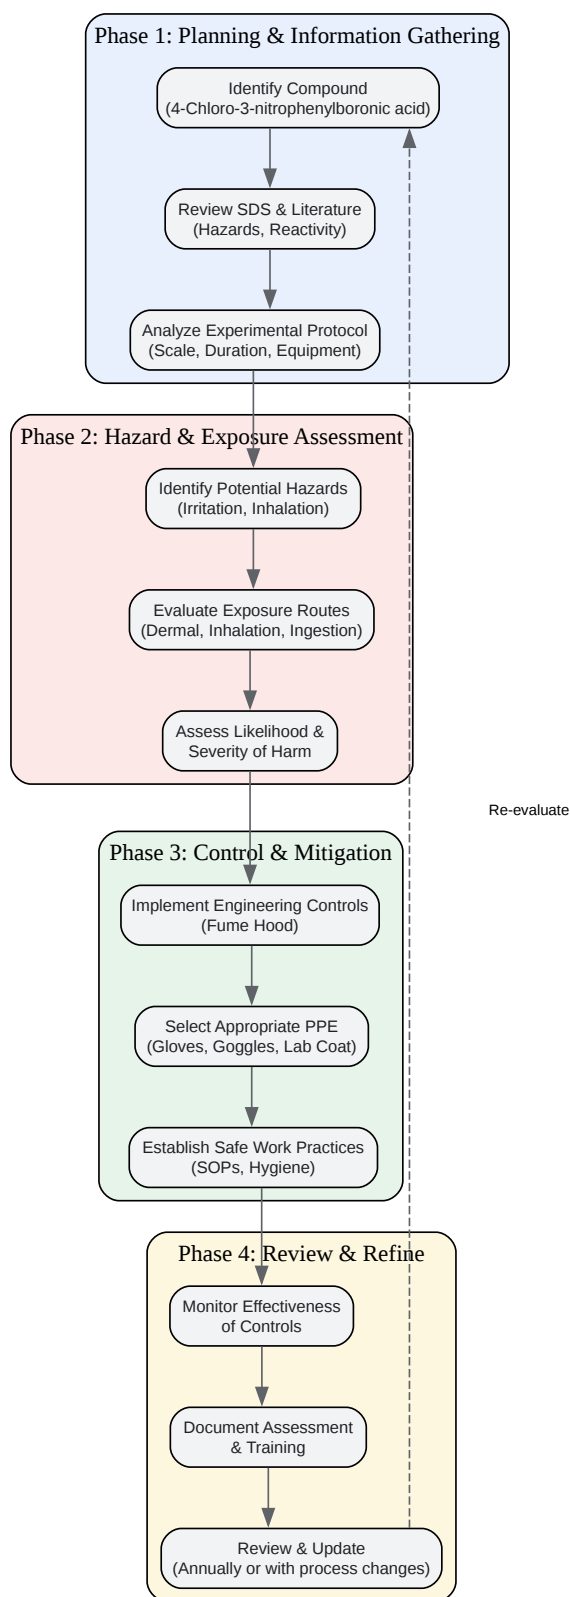 Phase 1: Planning & Information Gathering
Identify Compound
(4-Chloro-3-nitrophenylboronic acid)
Review SDS & Literature
(Hazards, Reactivity)
Analyze Experimental Protocol
(Scale, Duration, Equipment)
Phase 2: Hazard & Exposure Assessment
Identify Potential Hazards
(Irritation, Inhalation)
Evaluate Exposure Routes
(Dermal, Inhalation, Ingestion)
Assess Likelihood &
Severity of Harm
Re-evaluate
Phase 3: Control & Mitigation
Implement Engineering Controls
(Fume Hood)
Select Appropriate PPE
(Gloves, Goggles, Lab Coat)
Establish Safe Work Practices
(SOPs, Hygiene)
Phase 4: Review & Refine
Monitor Effectiveness
of Controls
Document Assessment
& Training
Review & Update
(Annually or with process changes)